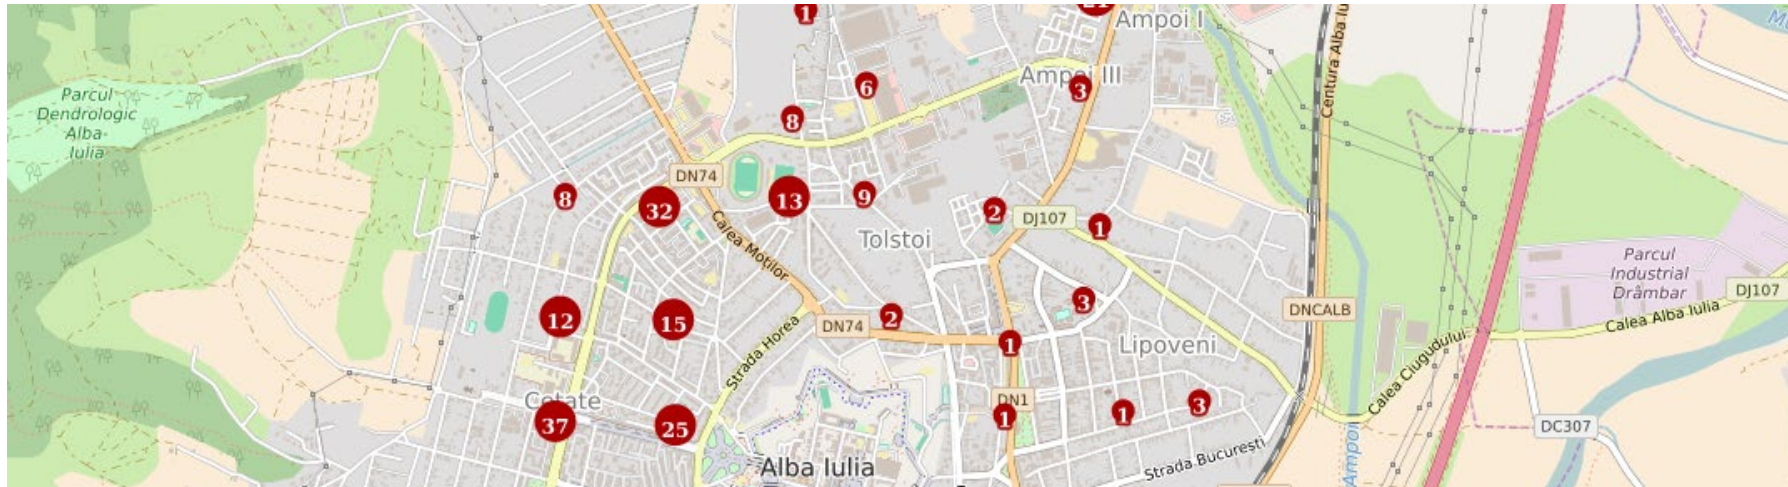 1
21
Ampoi I
Ampoi III
3
6
8
Parcul
Dendrologic
Alba-
Iulia
DN74
8
32
13
9
2
DJ107
1
Tolstoi
Calea Moților
Centura Alba Iu
Parcul
Industrial
Drâmbar
DJ107
Calea Alba Iulia
12
15
2
DN74
3
1
Lipoveni
DNCALB
Strada Horea
Calea Ciugudului
Cetate
37
25
DN1
1
1
3
DC307
Alba Iulia
Strada București
Ampoi